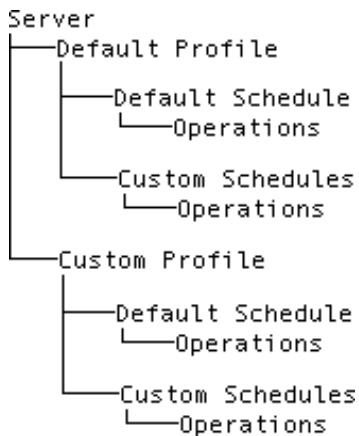 Server
Default Profile
Default Schedule
Operations
Custom Schedules
Operations
Custom Profile
Default Schedule
Operations
Custom Schedules
Operations